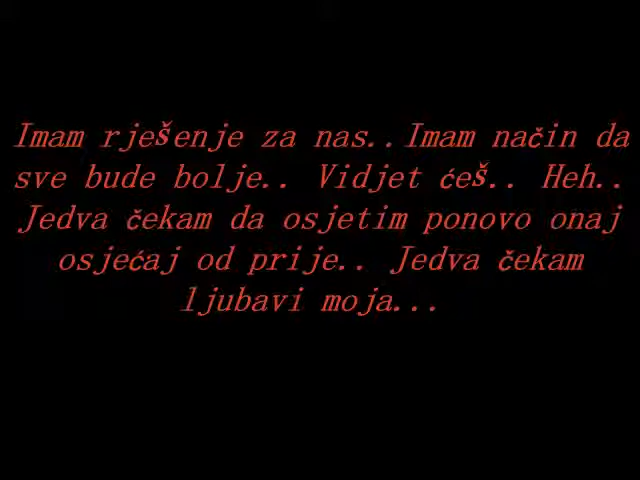 Imam rješenje za nas..Imam način da
sve bude bolje.. Vidjet ćeš.. Heh..
Jedva čekam da osjetim ponovo onaj
osjećaj od prije.. Jedva čekam
ljubavi moja...